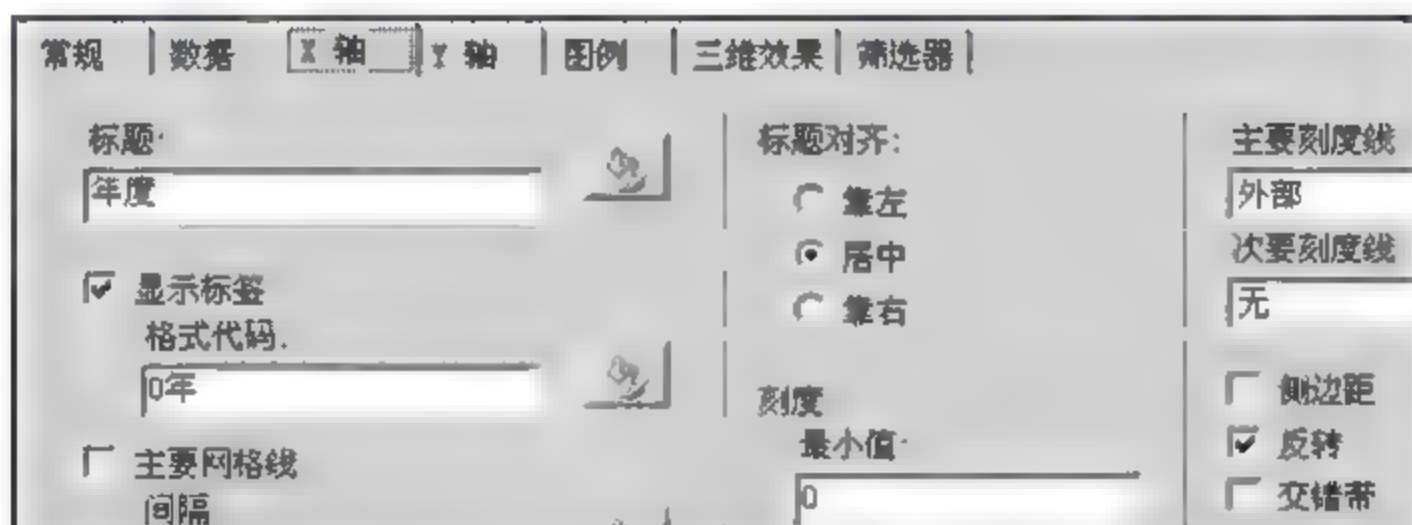 常规 数据 X 轴 Y 轴 图例 三维效果 筛选器
标题:
年度
显示标签
格式代码:
0年
主要网格线
间隔
标题对齐:
靠左
居中
靠右
刻度
最小值:
0
主要刻度线
外部
次要刻度线
无
侧边距
反转
交错带